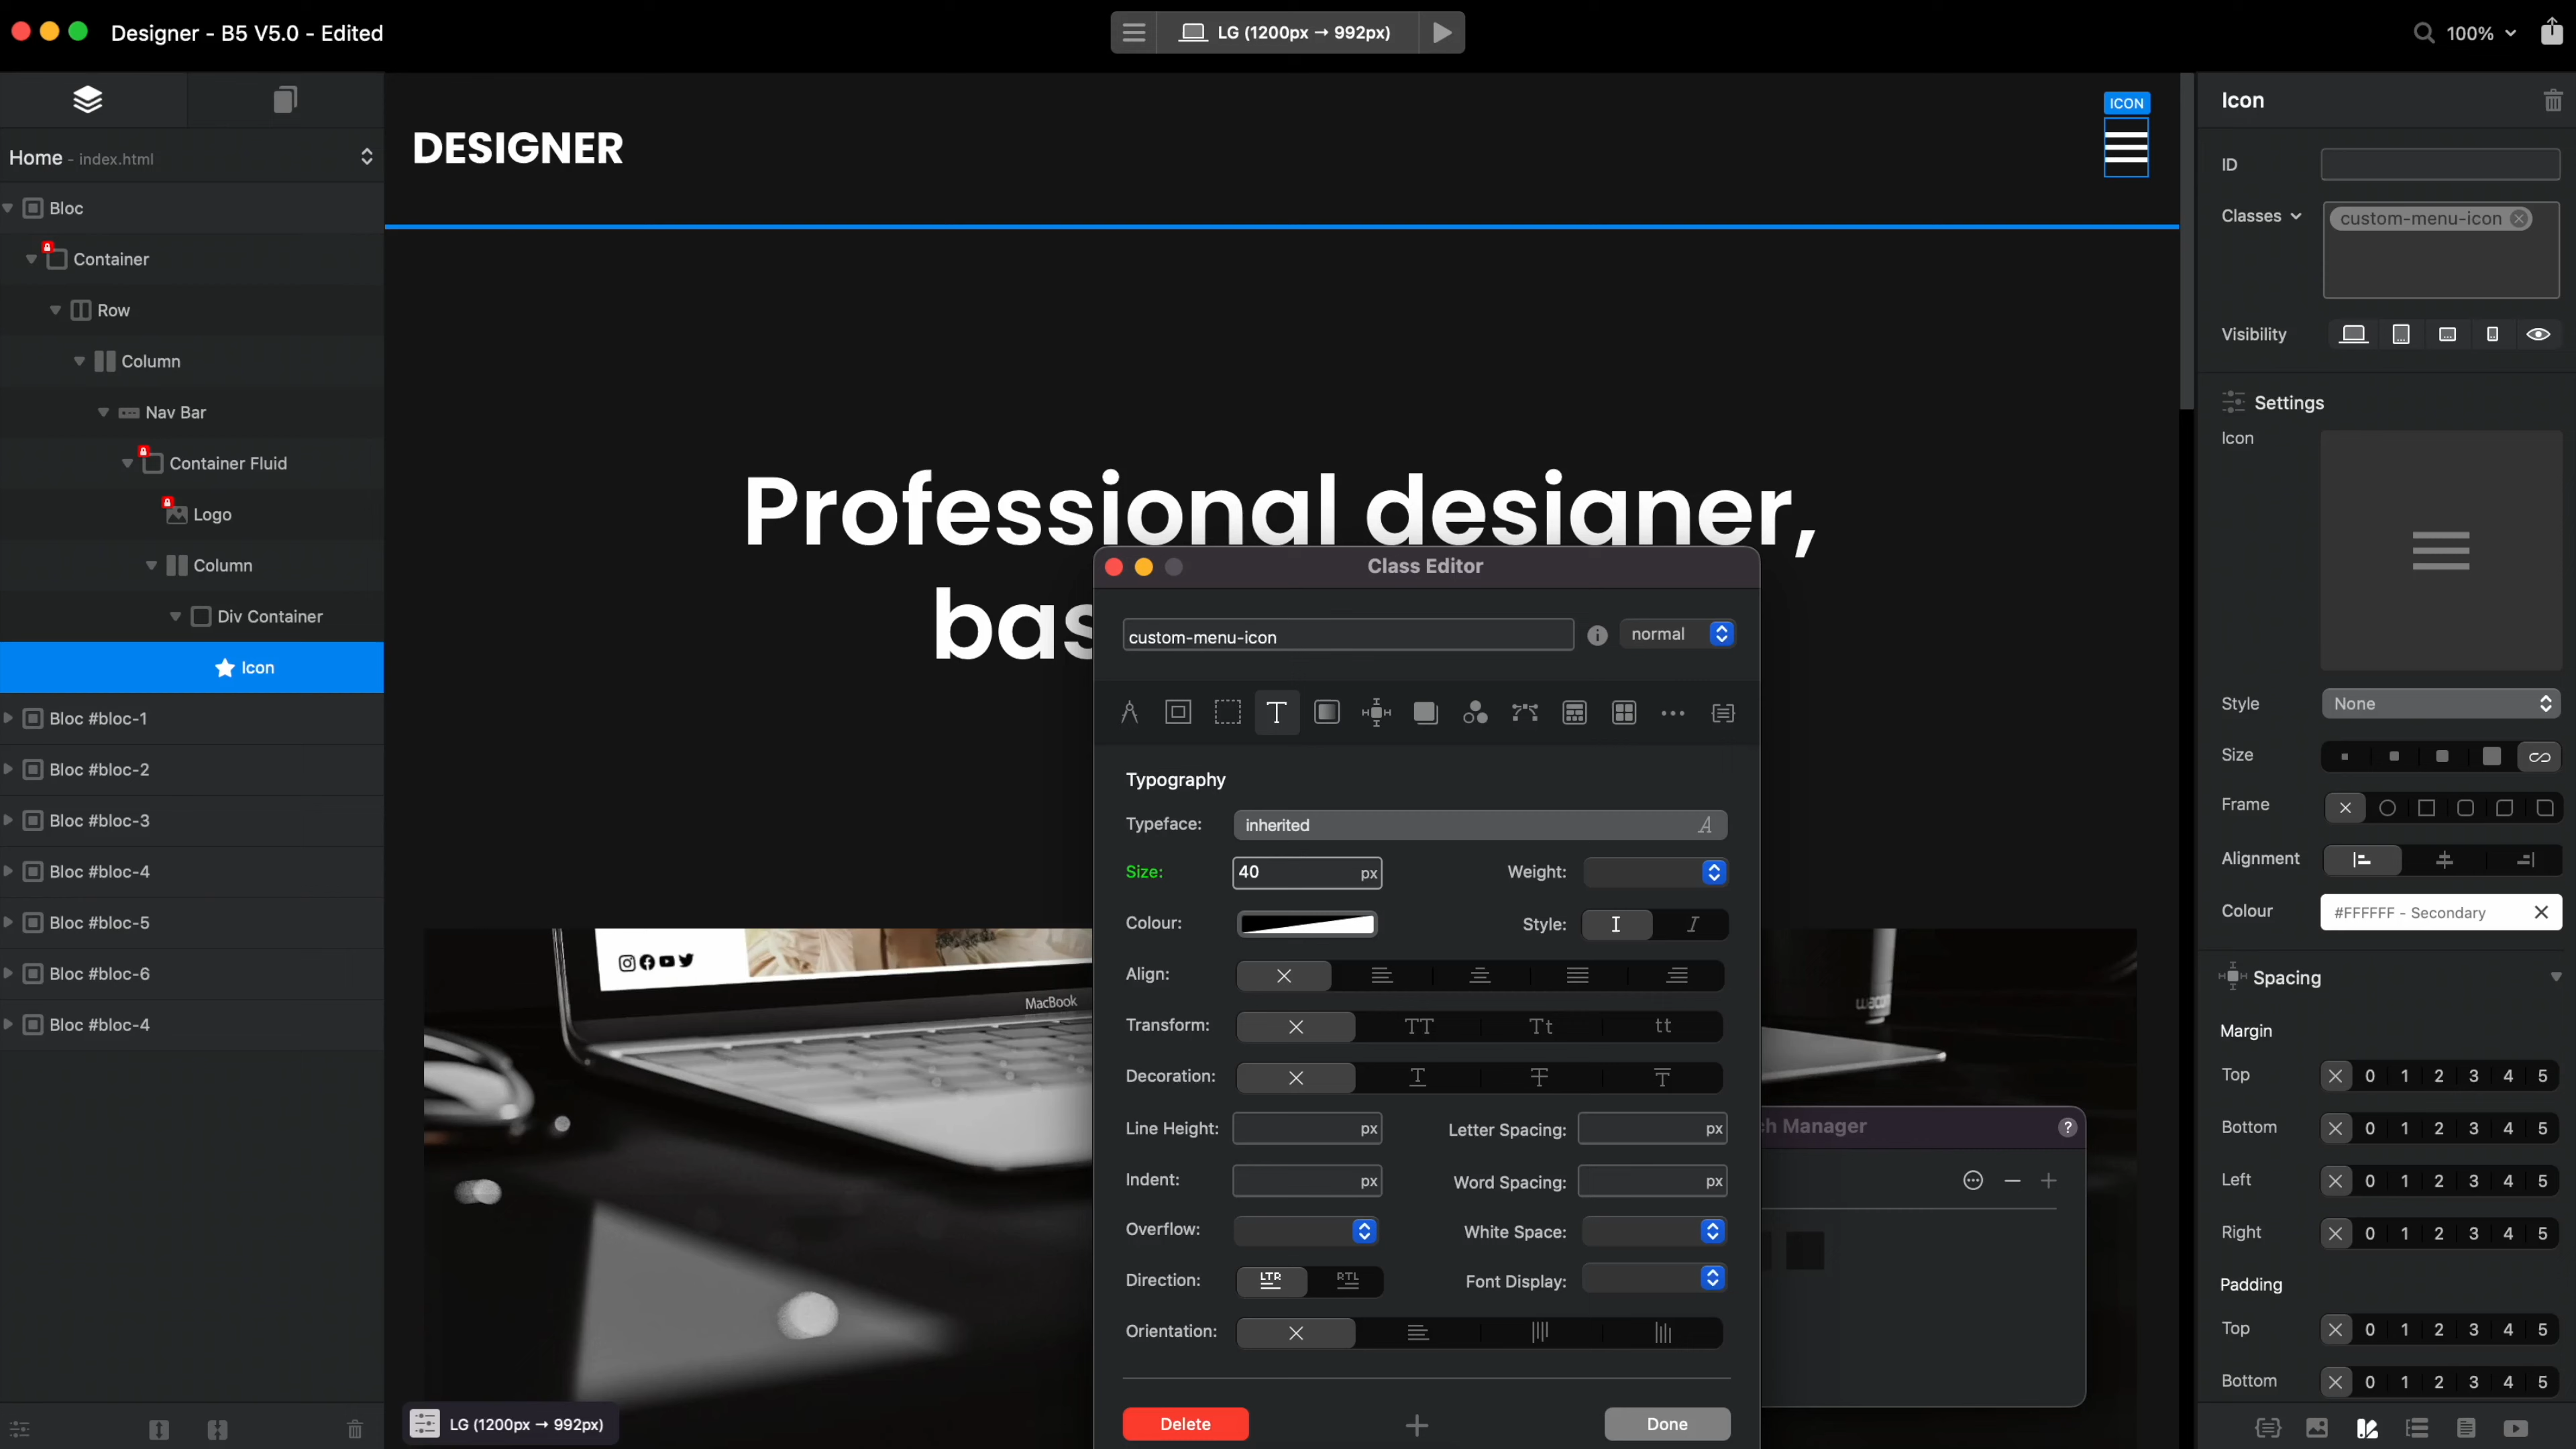 Designer - B5 V5.0 - Edited
LG (1200px → 992px)
100%
Home - index.html
Bloc
Container
Row
Column
Nav Bar
Container Fluid
Logo
Column
Div Container
Icon
Bloc #bloc-1
Bloc #bloc-2
Bloc #bloc-3
Bloc #bloc-4
Bloc #bloc-5
Bloc #bloc-6
Bloc #bloc-4
DESIGNER
ICON
Professional designer,
bas
MacBook
wacom
LG (1200px → 992px)
Class Editor
custom-menu-icon
normal
Typography
Typeface: inherited
Size: 40 px Weight:
Colour: Style:
Align:
Transform: TT Tt tt
Decoration:
Line Height: px Letter Spacing: px
Indent: px Word Spacing: px
Overflow: White Space:
Direction: LTR RTL Font Display:
Orientation:
Delete
Done
ch Manager ?
Icon
ID
Classes custom-menu-icon
Visibility
Settings
Icon
Style None
Size
Frame
Alignment
Colour #FFFFFF - Secondary
Spacing
Margin
Top 0 1 2 3 4 5
Bottom 0 1 2 3 4 5
Left 0 1 2 3 4 5
Right 0 1 2 3 4 5
Padding
Top 0 1 2 3 4 5
Bottom 0 1 2 3 4 5